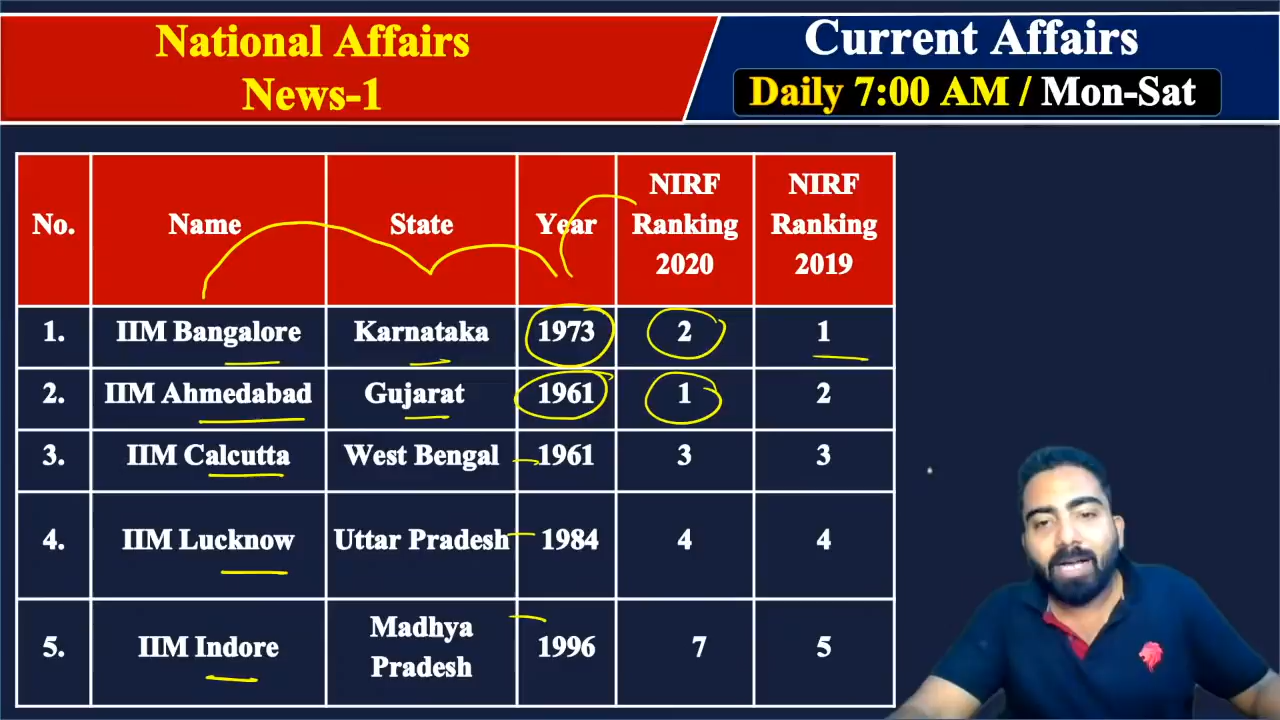 National Affairs
News-1
Current Affairs
Daily 7:00 AM / Mon-Sat
No. Name State Year NIRF Ranking 2020 NIRF Ranking 2019
1. IIM Bangalore Karnataka 1973 2 1
2. IIM Ahmedabad Gujarat 1961 1 2
3. IIM Calcutta West Bengal 1961 3 3
4. IIM Lucknow Uttar Pradesh 1984 4 4
5. IIM Indore Madhya Pradesh 1996 7 5